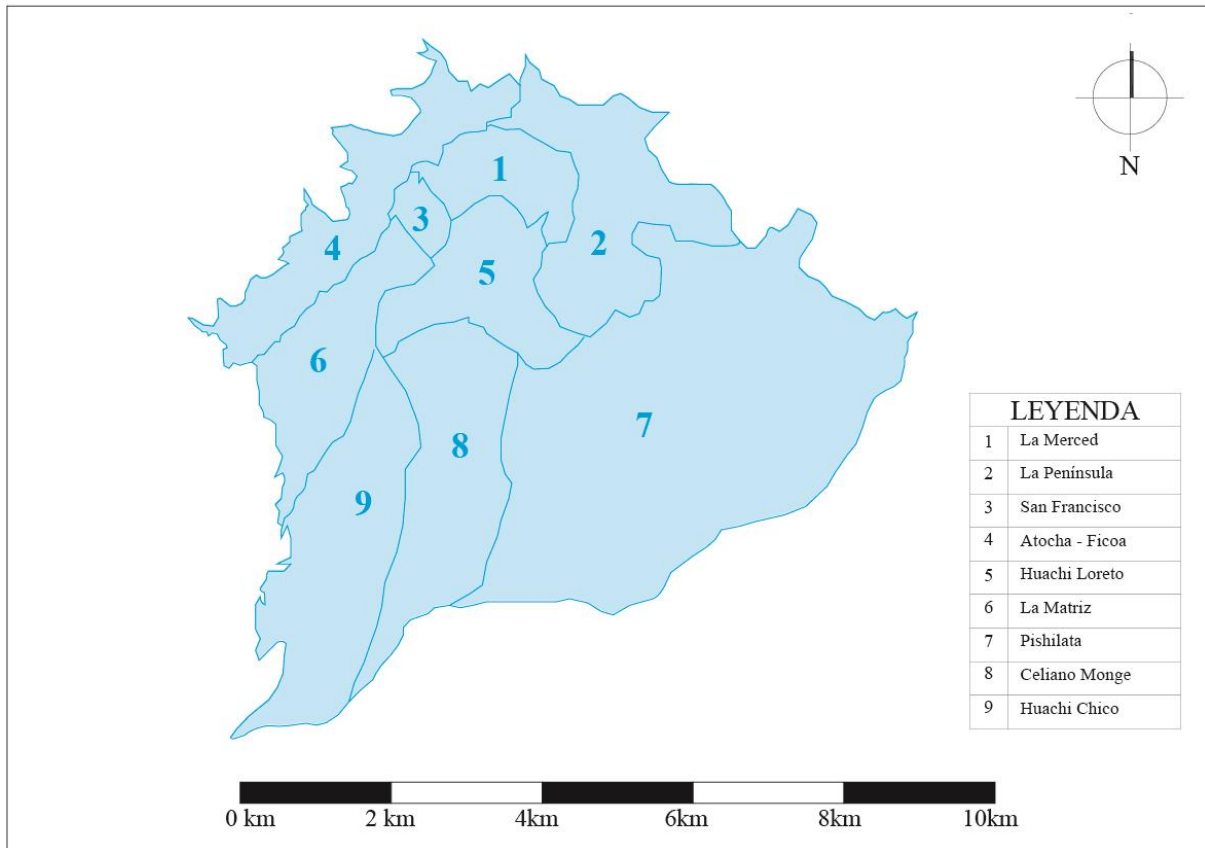 N
1
2
3
4
5
6
7
8
9
LEYENDA
1 La Merced
2 La Península
3 San Francisco
4 Atocha - Ficoa
5 Huachi Loreto
6 La Matriz
7 Pishilata
8 Celiano Monge
9 Huachi Chico
0 km 2 km 4km 6km 8km 10km